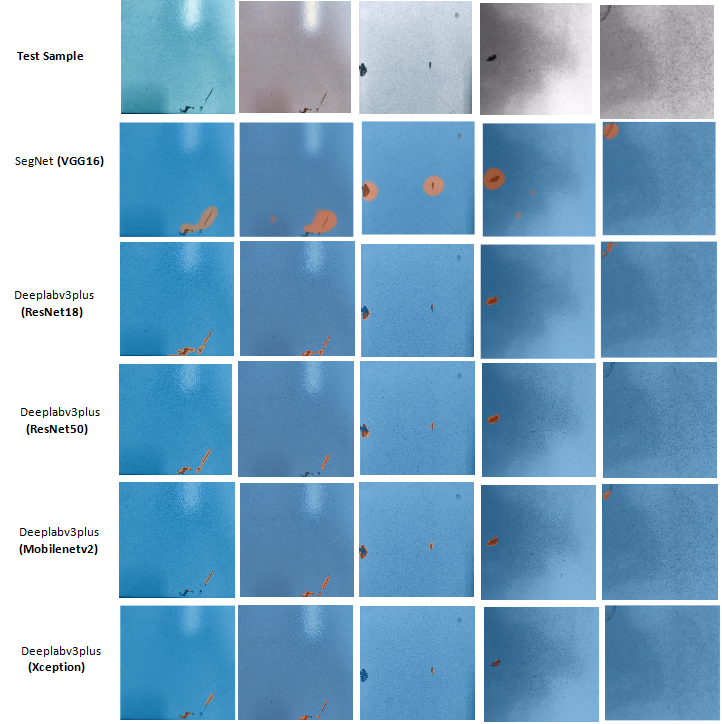 Test Sample
SegNet (VGG16)
Deeplabv3plus
(ResNet18)
Deeplabv3plus
(ResNet50)
Deeplabv3plus
(Mobilenetv2)
Deeplabv3plus
(Xception)